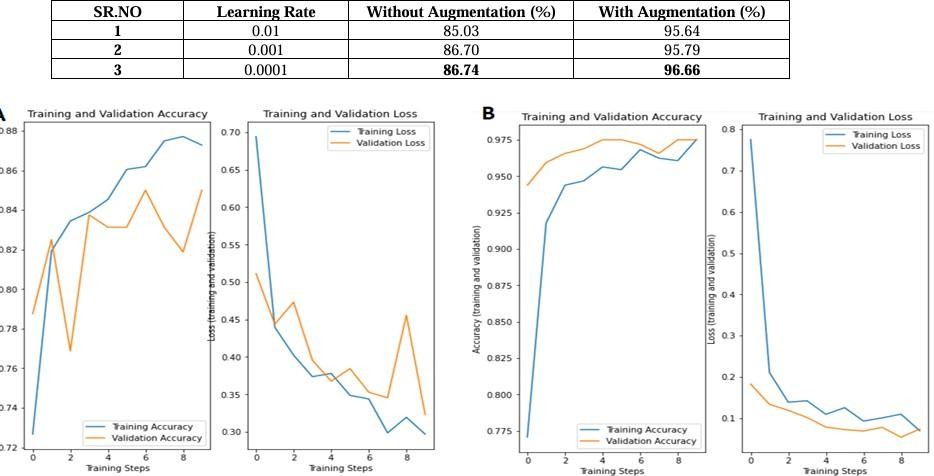 SR.NO Learning Rate Without Augmentation (%) With Augmentation (%)
1 0.01 85.03 95.64
2 0.001 86.70 95.79
3 0.0001 86.74 96.66
A
Training and Validation Accuracy
0.88
0.86
0.84
0.82
0.80
0.78
0.76
0.74
0.72
Training Accuracy
Validation Accuracy
0 2 4 6 8
Training Steps
Training and Validation Loss
Loss (training and validation)
0.70
0.65
0.60
0.55
0.50
0.45
0.40
0.35
0.30
Training Loss
Validation Loss
0 2 4 6 8
Training Steps
B
Training and Validation Accuracy
Accuracy (training and validation)
0.975
0.950
0.925
0.900
0.875
0.850
0.825
0.800
0.775
Training Accuracy
Validation Accuracy
0 2 4 6 8
Training Steps
Training and Validation Loss
Loss (training and validation)
0.8
0.7
0.6
0.5
0.4
0.3
0.2
0.1
Training Loss
Validation Loss
0 2 4 6 8
Training Steps